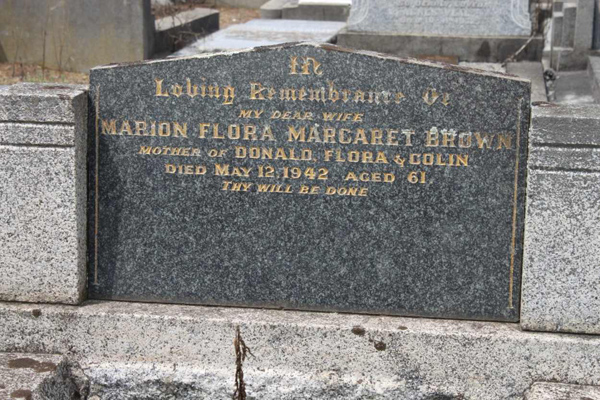 In
Loving Remembrance Of
MY DEAR WIFE
MARION FLORA MARGARET BROWN
MOTHER OF DONALD, FLORA & COLIN
DIED MAY 12, 1942 AGED 61.
THY WILL BE DONE